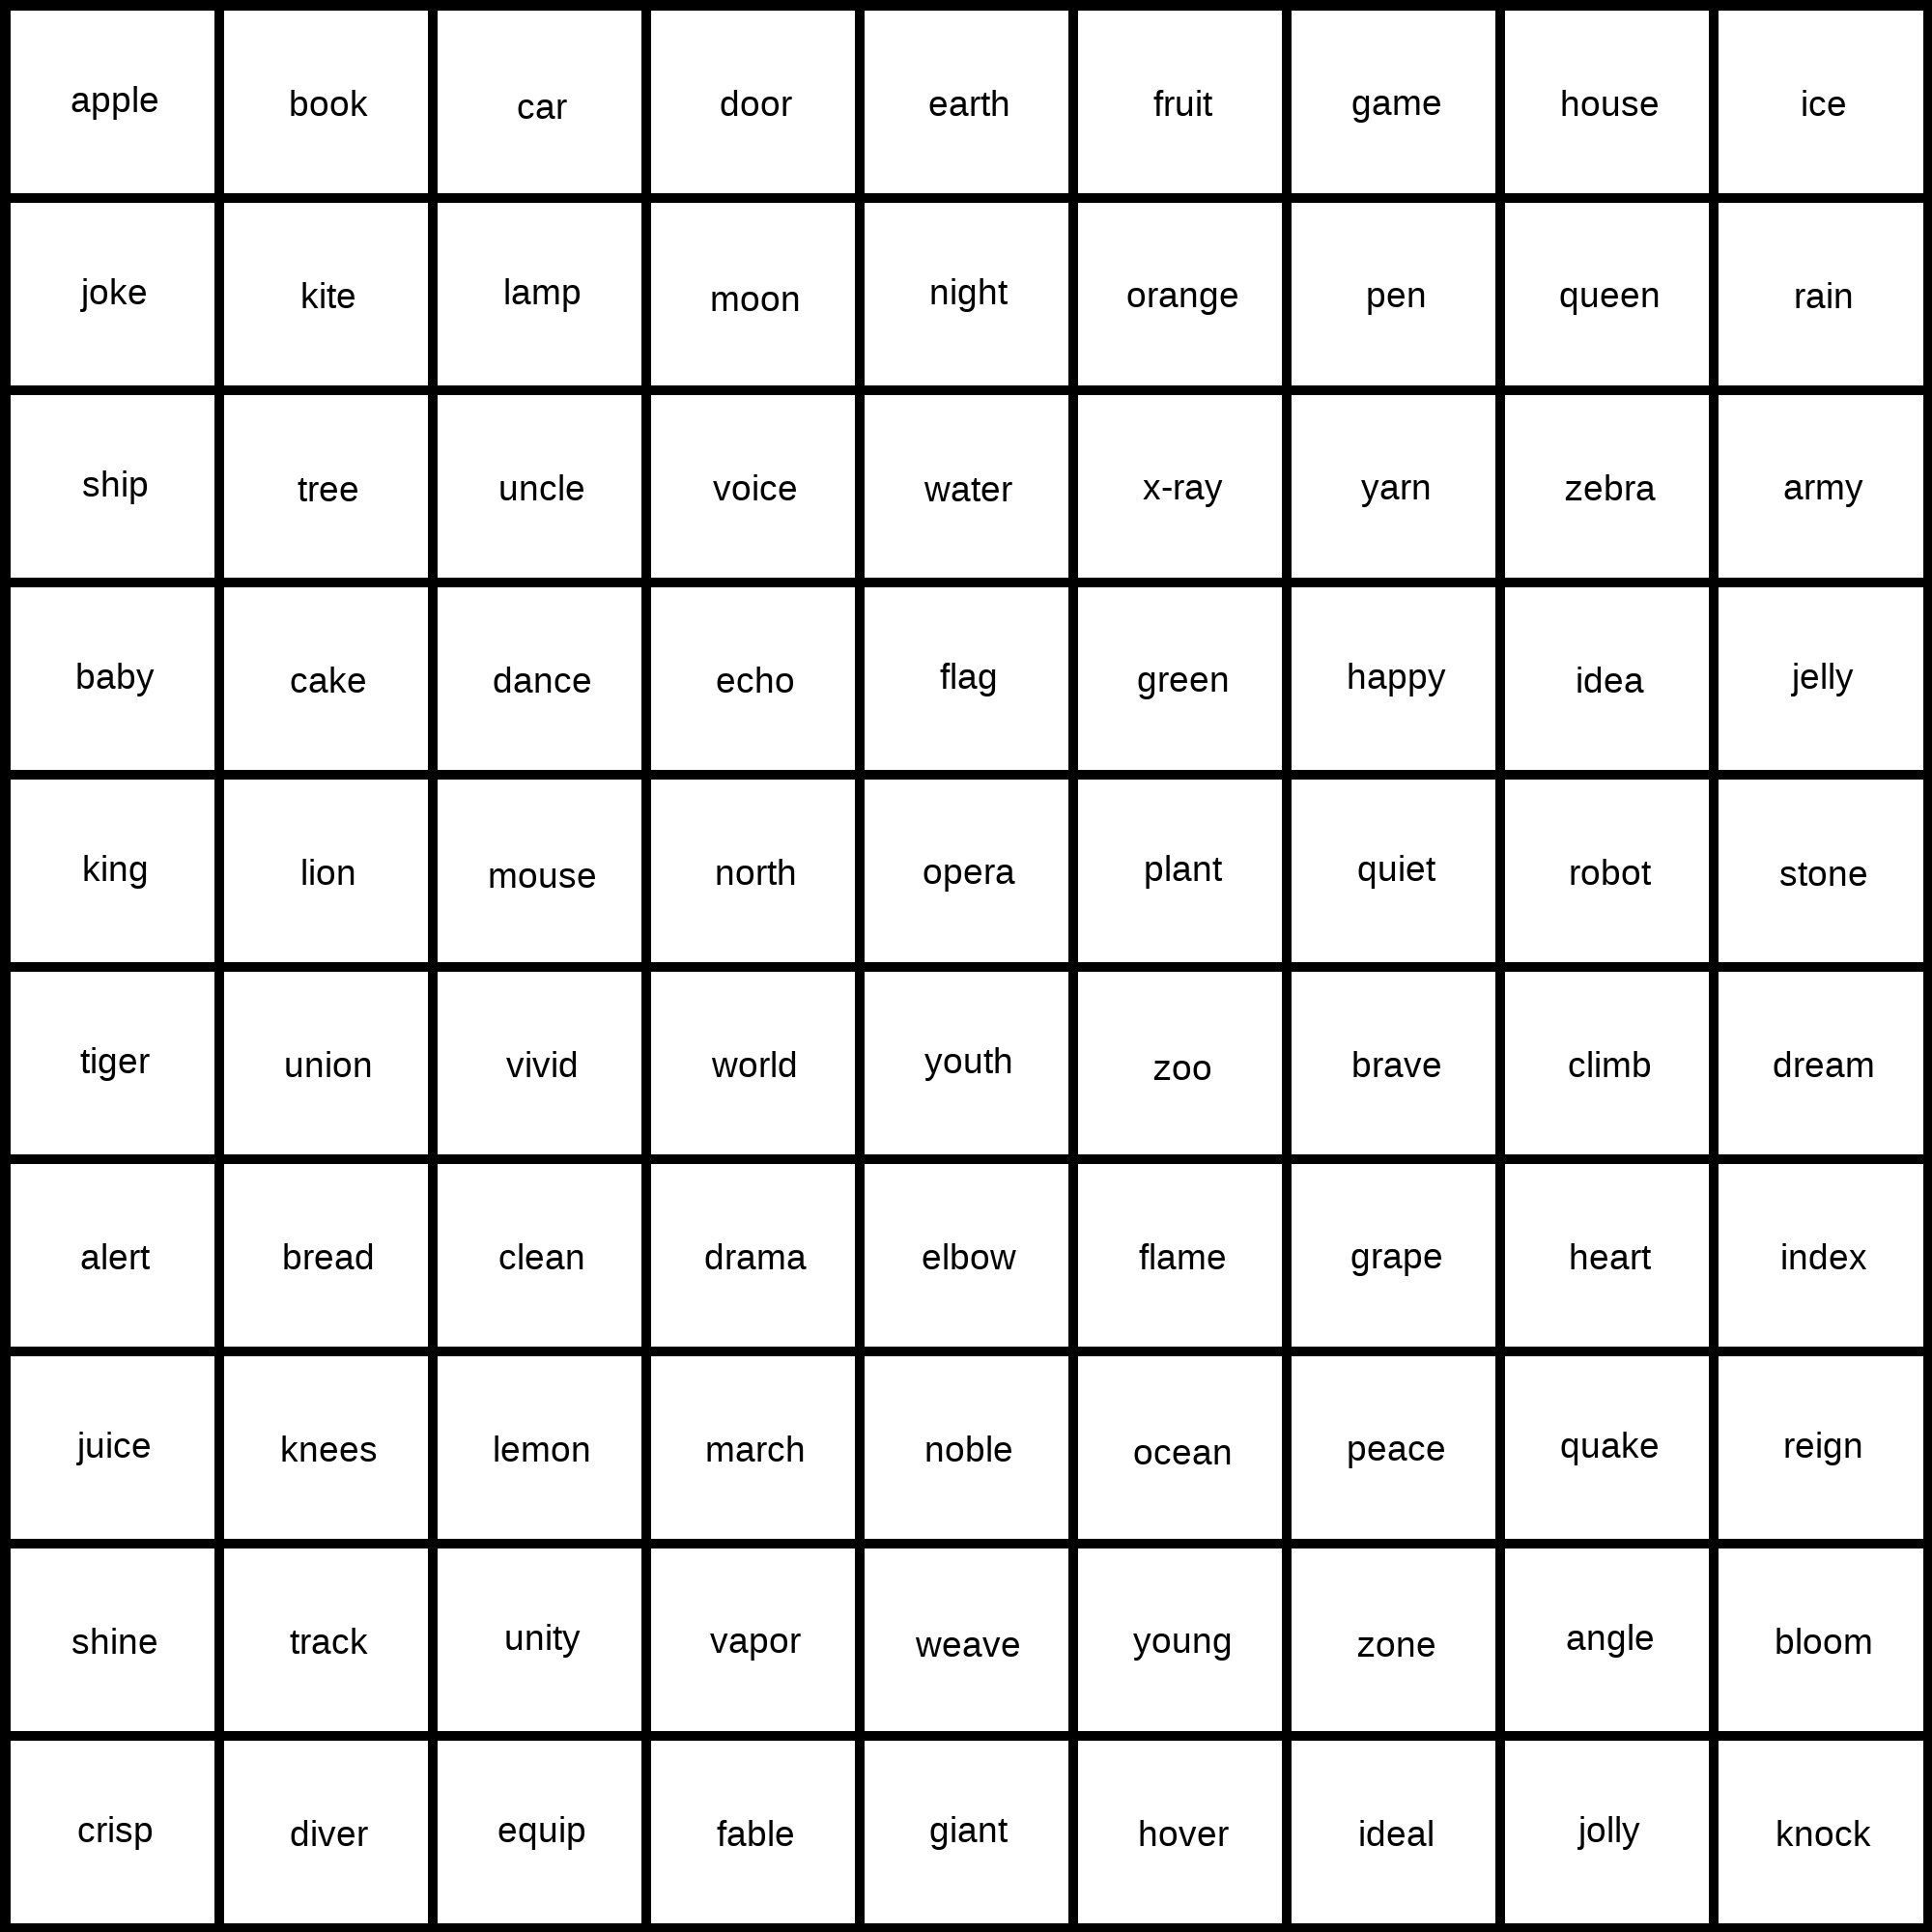 apple book car door earth fruit game house ice
joke kite lamp moon night orange pen queen rain
ship tree uncle voice water x-ray yarn zebra army
baby cake dance echo flag green happy idea jelly
king lion mouse north opera plant quiet robot stone
tiger union vivid world youth zoo brave climb dream
alert bread clean drama elbow flame grape heart index
juice knees lemon march noble ocean peace quake reign
shine track unity vapor weave young zone angle bloom
crisp diver equip fable giant hover ideal jolly knock